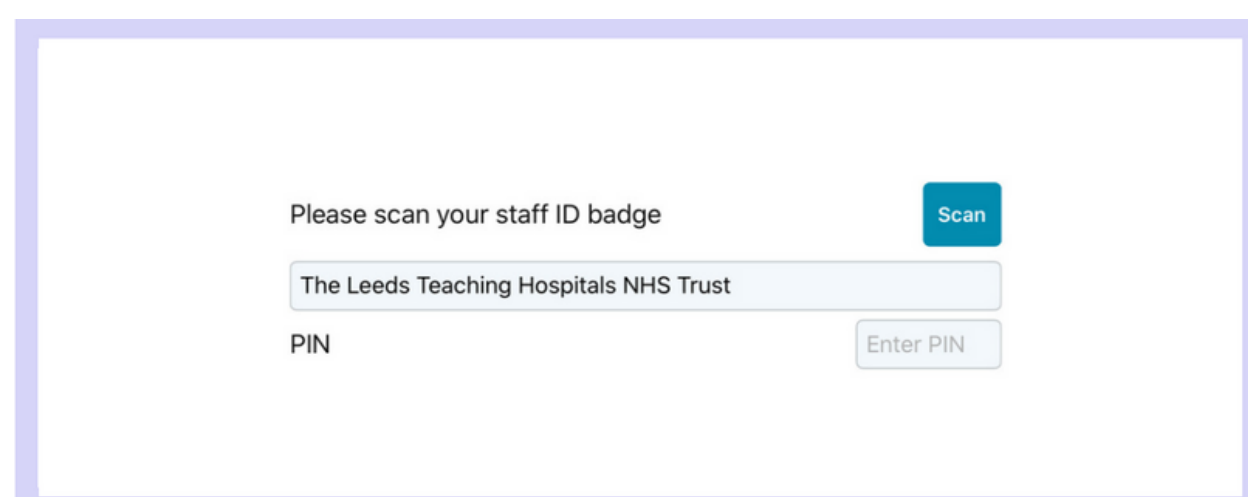 Please scan your staff ID badge
Scan
The Leeds Teaching Hospitals NHS Trust
PIN
Enter PIN